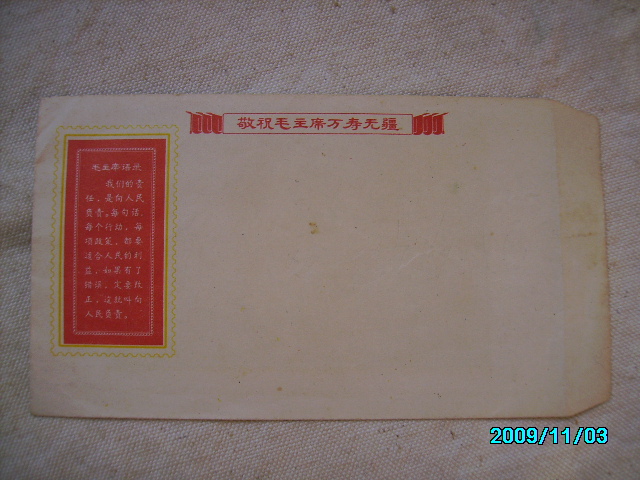 敬祝毛主席万寿无疆
毛主席语录
我们的责
任，是向人民
负责。每句话，
每个行动，每
项政策，都要
适合人民的利
益，如果有了
错误，定要改
正，这就叫向
人民负责。
2009/11/03